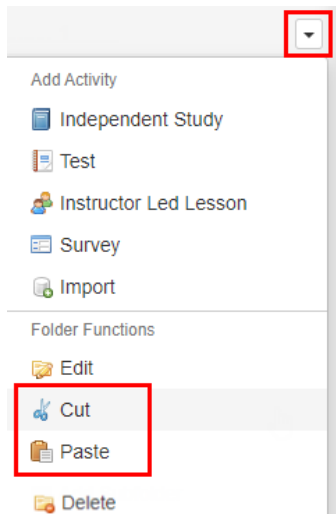 Add Activity
Independent Study
Test
Instructor Led Lesson
Survey
Import
Folder Functions
Edit
Cut
Paste
Delete